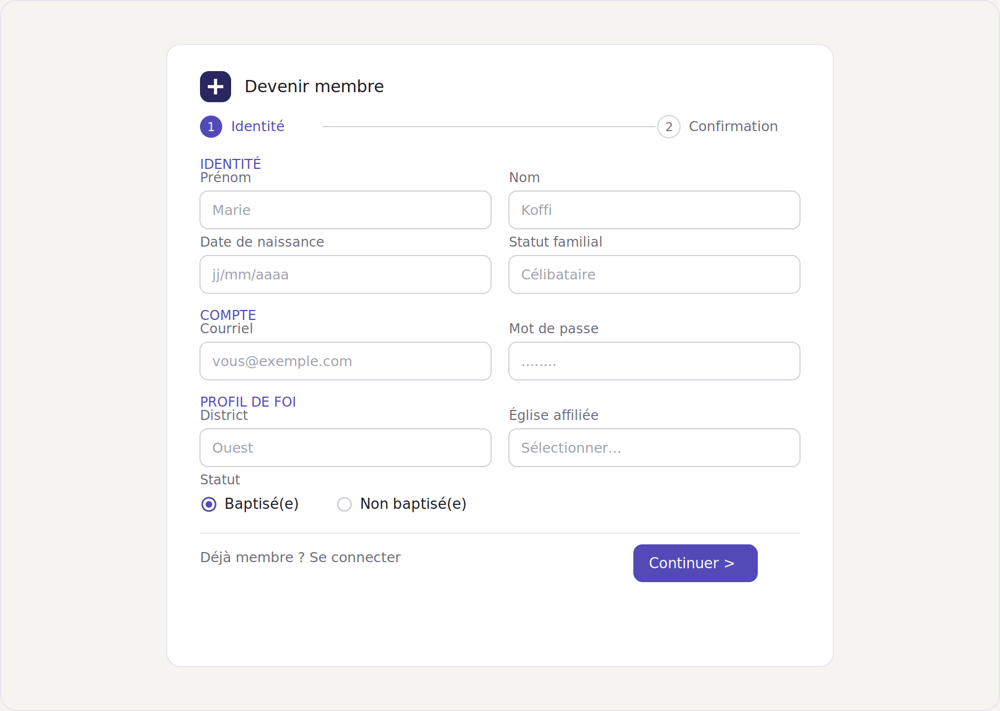 Devenir membre
1 Identité
2 Confirmation
IDENTITÉ
Prénom
Nom
Marie
Koffi
Date de naissance
Statut familial
jj/mm/aaaa
Célibataire
COMPTE
Courriel
Mot de passe
vous@exemple.com
........
PROFIL DE FOI
District
Église affiliée
Ouest
Sélectionner...
Statut
Baptisé(e)
Non baptisé(e)
Déjà membre ? Se connecter
Continuer >